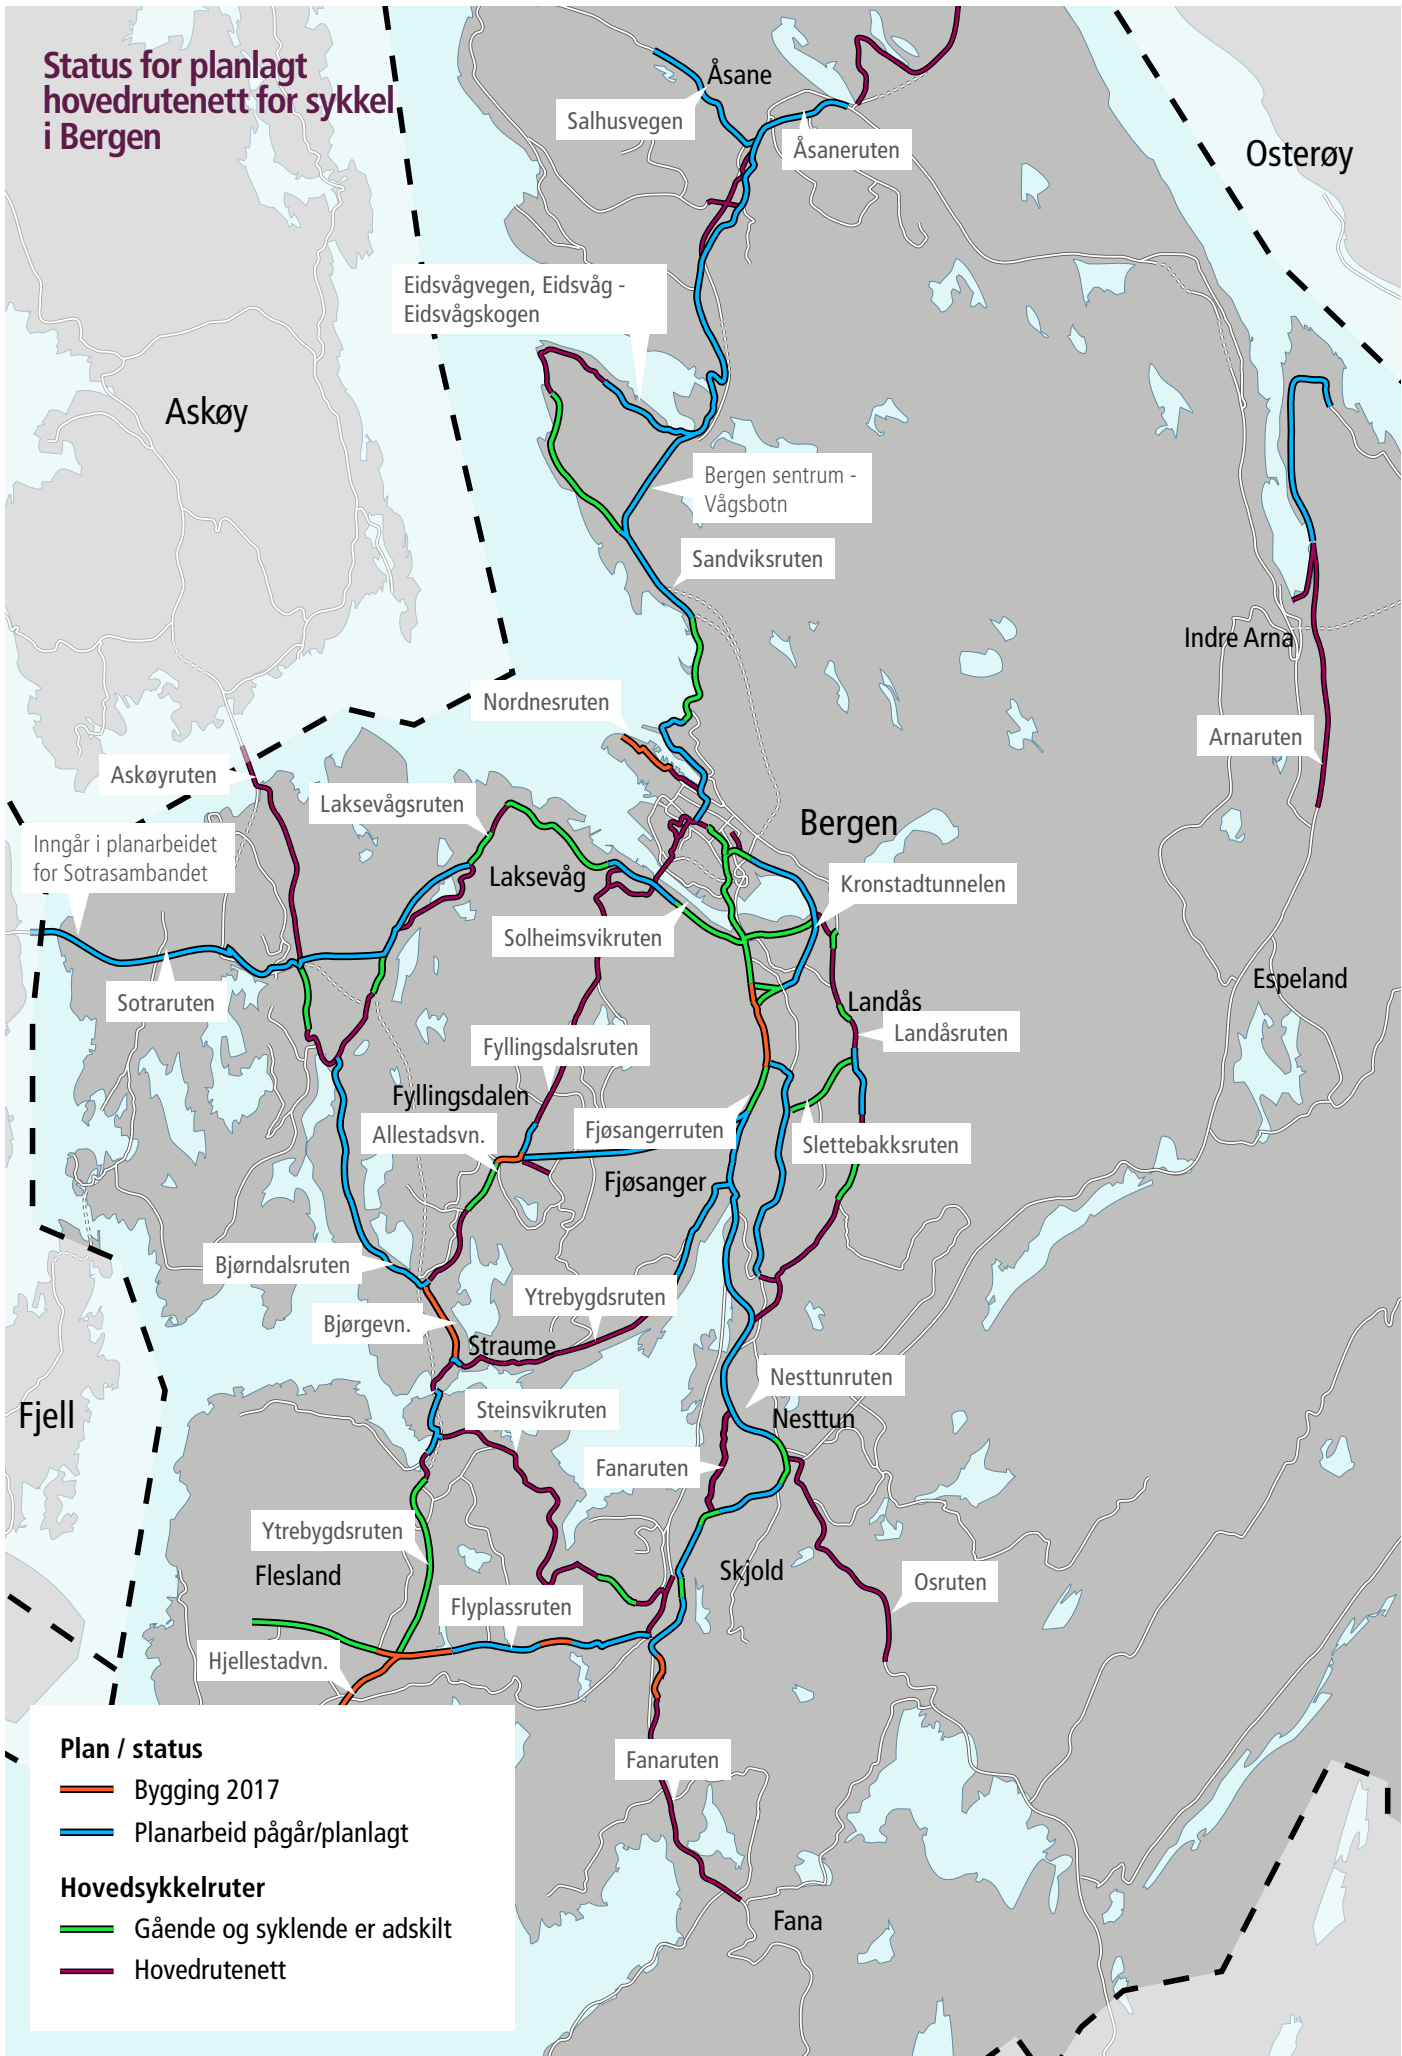 Status for planlagt
hovedrutenett for sykkel
i Bergen
Åsane
Salhusvegen
Åsaneruten
Osterøy
Eidsvågvegen, Eidsvåg -
Eidsvågskogen
Askøy
Bergen sentrum -
Vågsbotn
Sandviksruten
Indre Arna
Nordnesruten
Arnaruten
Askøyruten
Laksevågsruten
Bergen
Inngår i planarbeidet
for Sotrasambandet
Laksevåg
Kronstadtunnelen
Solheimsvikruten
Espeland
Sotraruten
Landås
Landåsruten
Fyllingsdalsruten
Fyllingsdalen
Allestadsvn.
Fjøsangerruten
Slettebakksruten
Fjøsanger
Bjørndalsruten
Ytrebygdsruten
Bjørgevn.
Straume
Nesttunruten
Fjell
Steinsvikruten
Nesttun
Fanaruten
Ytrebygdsruten
Flesland
Skjold
Osruten
Flyplassruten
Hjellestadvn.
Fanaruten
Fana
Plan / status
Bygging 2017
Planarbeid pågår/planlagt
Hovedsykkelruter
Gående og syklende er adskilt
Hovedrutenett